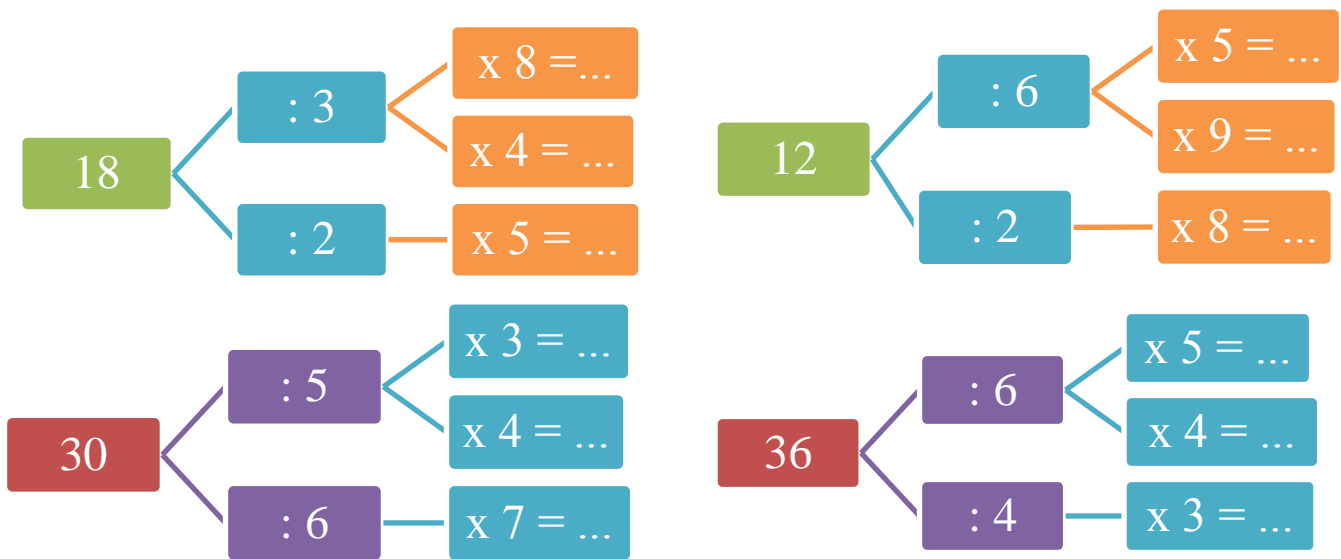 18
: 3
x 8 =...
x 4 = ...
: 2
x 5 = ...
12
: 6
x 5 = ...
x 9 = ...
: 2
x 8 = ...
30
: 5
x 3 = ...
x 4 = ...
: 6
x 7 = ...
36
: 6
x 5 = ...
x 4 = ...
: 4
x 3 = ...